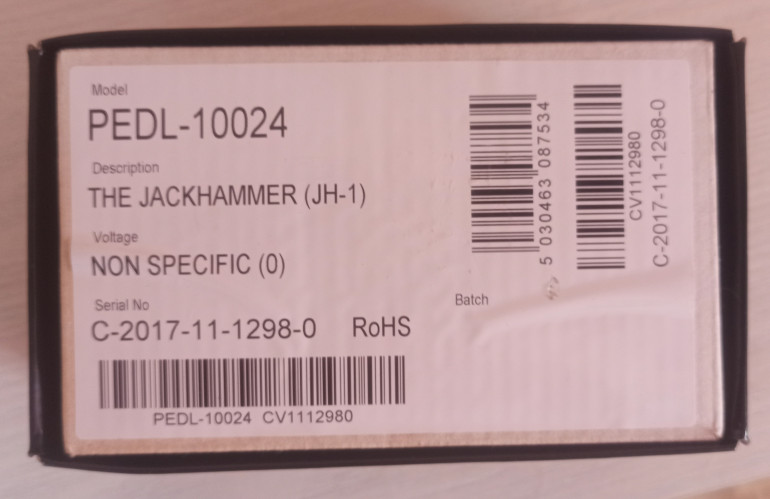 Model
PEDL-10024
Description
THE JACKHAMMER (JH-1)
Voltage
NON SPECIFIC (0)
Serial No
C-2017-11-1298-0 RoHS
PEDL-10024 CV1112980
Batch
5 030463 087534
CV1112980
C-2017-11-1298-0